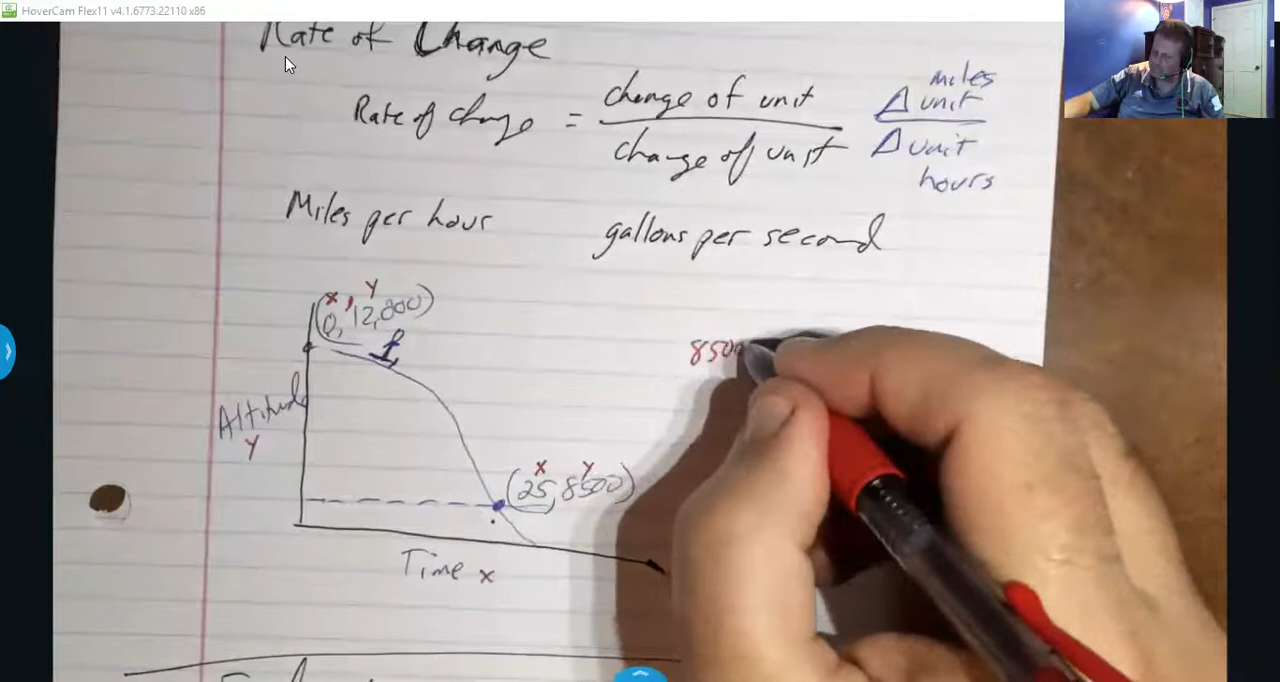 HoverCam Flex11 v4.1.6773.22110 x86
Rate of Change
Rate of change = change of unit / change of unit
miles
Δ unit
Δ unit
hours
Miles per hour
gallons per second
x, y
(0, 12,800)
8500
Altitude
y
x y
(25, 8500)
Time x